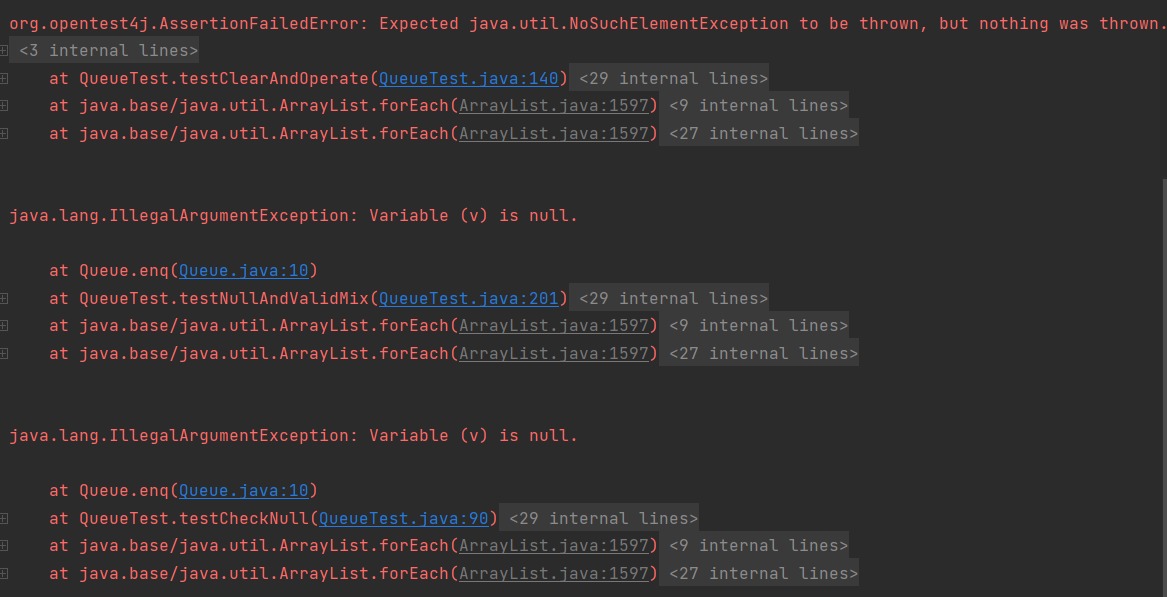 org.opentest4j.AssertionFailedError: Expected java.util.NoSuchElementException to be thrown, but nothing was thrown.
<3 internal lines>
at QueueTest.testClearAndOperate(QueueTest.java:140) <29 internal lines>
at java.base/java.util.ArrayList.forEach(ArrayList.java:1597) <9 internal lines>
at java.base/java.util.ArrayList.forEach(ArrayList.java:1597) <27 internal lines>
java.lang.IllegalArgumentException: Variable (v) is null.
at Queue.enq(Queue.java:10)
at QueueTest.testNullAndValidMix(QueueTest.java:201) <29 internal lines>
at java.base/java.util.ArrayList.forEach(ArrayList.java:1597) <9 internal lines>
at java.base/java.util.ArrayList.forEach(ArrayList.java:1597) <27 internal lines>
java.lang.IllegalArgumentException: Variable (v) is null.
at Queue.enq(Queue.java:10)
at QueueTest.testCheckNull(QueueTest.java:90) <29 internal lines>
at java.base/java.util.ArrayList.forEach(ArrayList.java:1597) <9 internal lines>
at java.base/java.util.ArrayList.forEach(ArrayList.java:1597) <27 internal lines>